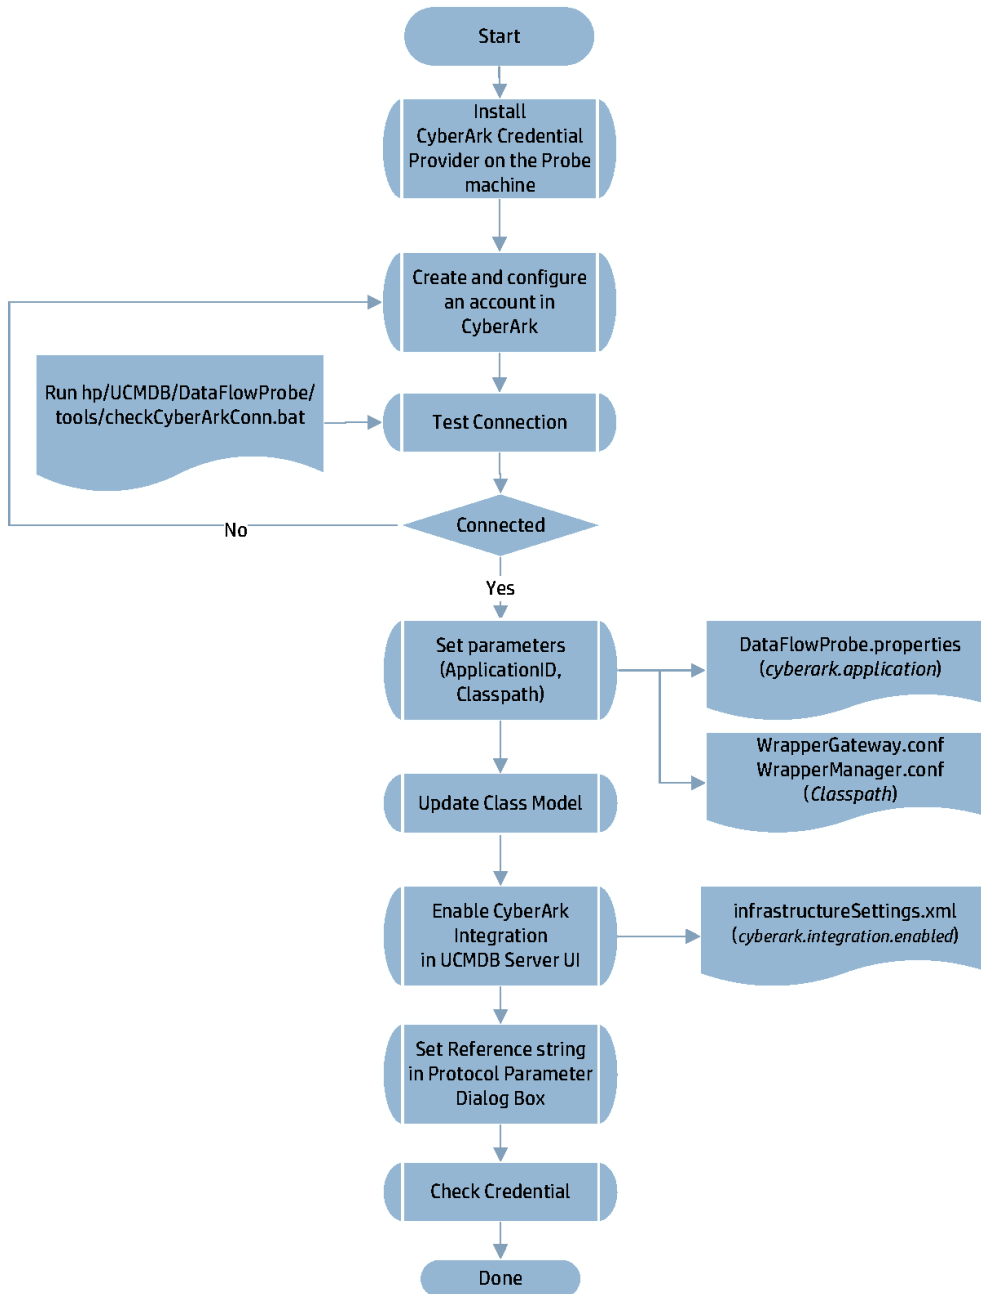 Start
Install
CyberArk Credential
Provider on the Probe
machine
Create and configure
an account in
CyberArk
Run hp/UCMDB/DataFlowProbe/
tools/checkCyberArkConn.bat
Test Connection
Connected
No
Yes
Set parameters
(ApplicationID,
Classpath)
DataFlowProbe.properties
(cyberark.application)
WrapperGateway.conf
WrapperManager.conf
(Classpath)
Update Class Model
Enable CyberArk
Integration
in UCMDB Server UI
infrastructureSettings.xml
(cyberark.integration.enabled)
Set Reference string
in Protocol Parameter
Dialog Box
Check Credential
Done